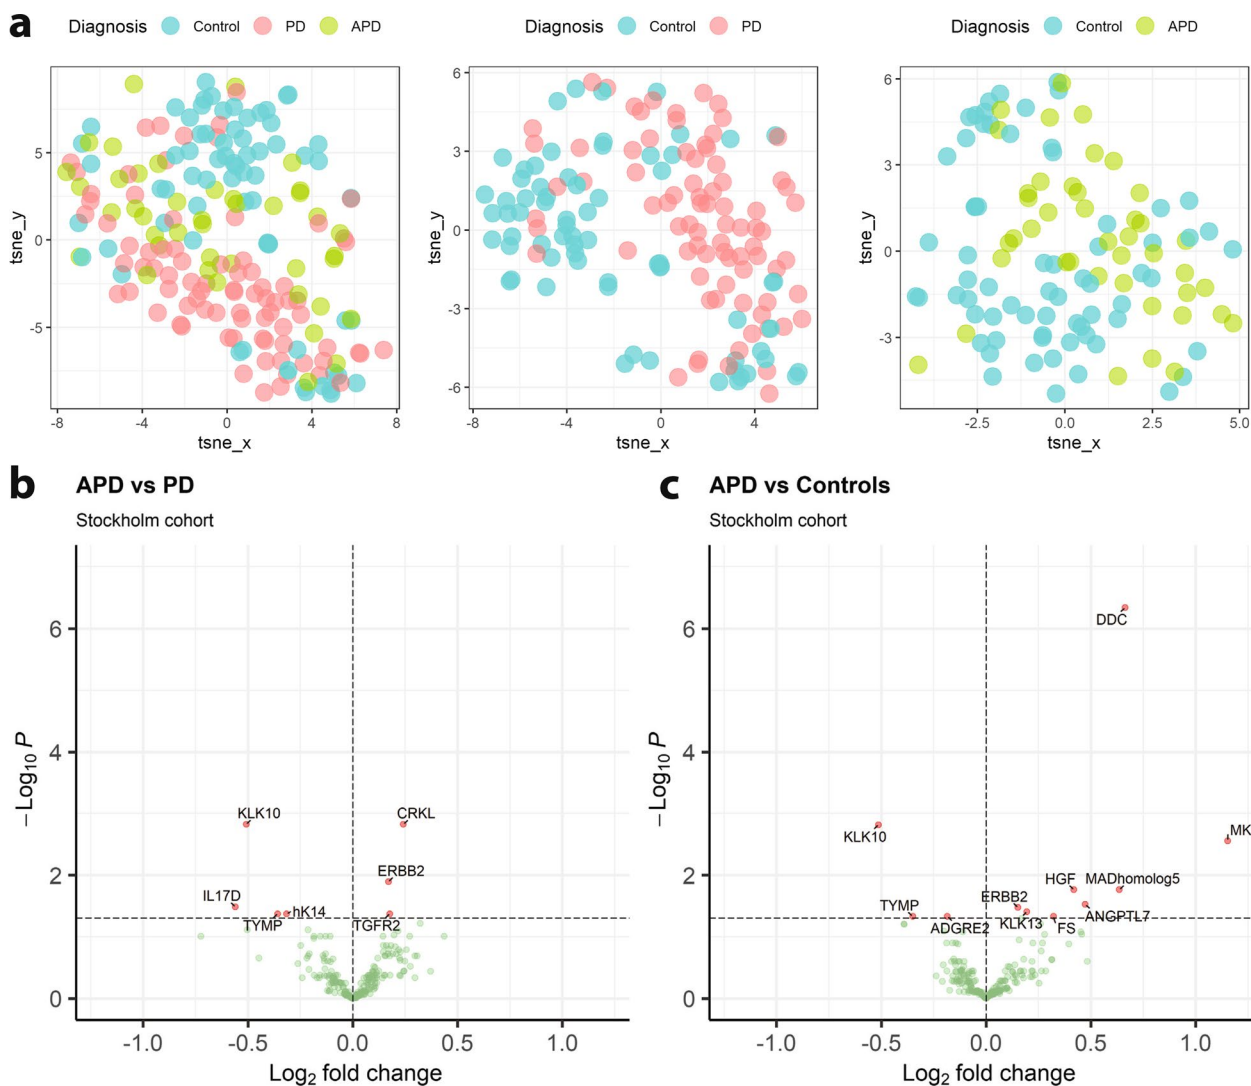 a
Diagnosis Control PD APD
Diagnosis Control PD
Diagnosis Control APD
tsne_y
5
0
-5
-8 -4 0 4 8
tsne_x
tsne_y
6
3
0
-3
-6
-8 -4 0 4
tsne_x
tsne_y
6
3
0
-3
-2.5 0.0 2.5 5.0
tsne_x
b APD vs PD
Stockholm cohort
−Log10 P
6
4
2
0
KLK10 CRKL
ERBB2
IL17D
hK14
TYMP TGFR2
-1.0 -0.5 0.0 0.5 1.0
Log2 fold change
c APD vs Controls
Stockholm cohort
−Log10 P
6
4
2
0
DDC
KLK10
MK
HGF MADhomolog5
ERBB2
TYMP
ANGPTL7
KLK13
ADGRE2 FS
-1.0 -0.5 0.0 0.5 1.0
Log2 fold change